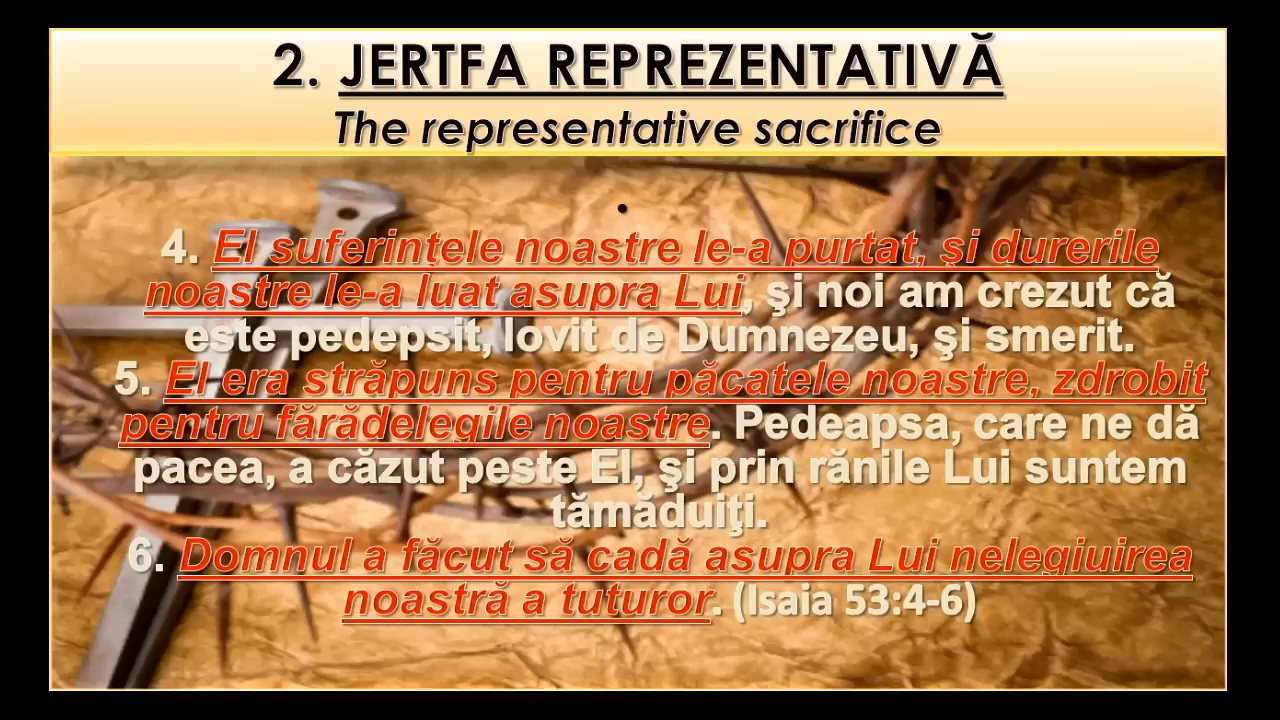 2. JERTFA REPREZENTATIVĂ
The representative sacrifice
•
4. El suferinţele noastre le-a purtat, şi durerile
noastre le-a luat asupra Lui, şi noi am crezut că
este pedepsit, lovit de Dumnezeu, şi smerit.
5. El era străpuns pentru păcatele noastre, zdrobit
pentru fărădelegile noastre. Pedeapsa, care ne dă
pacea, a căzut peste El, şi prin rănile Lui suntem
tămăduiţi.
6. Domnul a făcut să cadă asupra Lui nelegiuirea
noastră a tuturor. (Isaia 53:4-6)